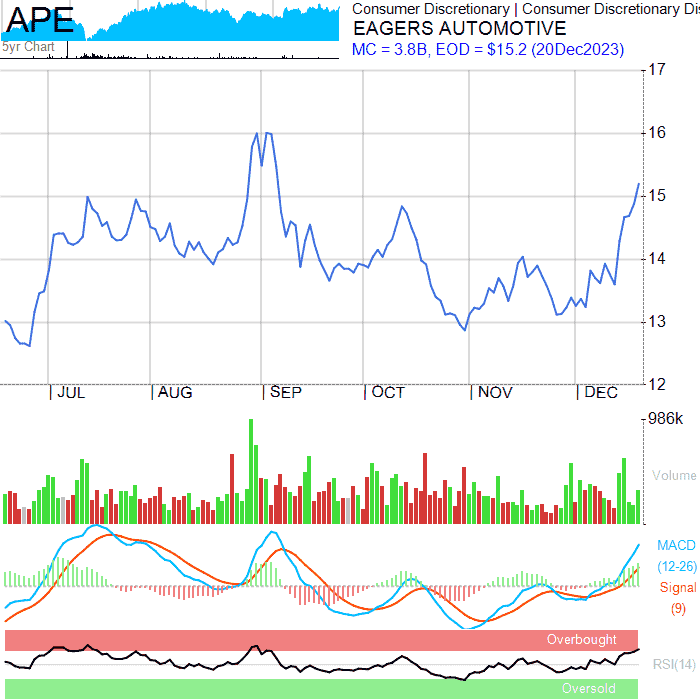 APE
5yr Chart
Consumer Discretionary | Consumer Discretionary Dis
EAGERS AUTOMOTIVE
MC = 3.8B, EOD = $15.2 (20Dec2023)
17
16
15
14
13
12
| JUL | AUG | SEP | OCT | NOV | DEC
986k
Volume
MACD
(12-26)
Signal
(9)
Overbought
RSI(14)
Oversold